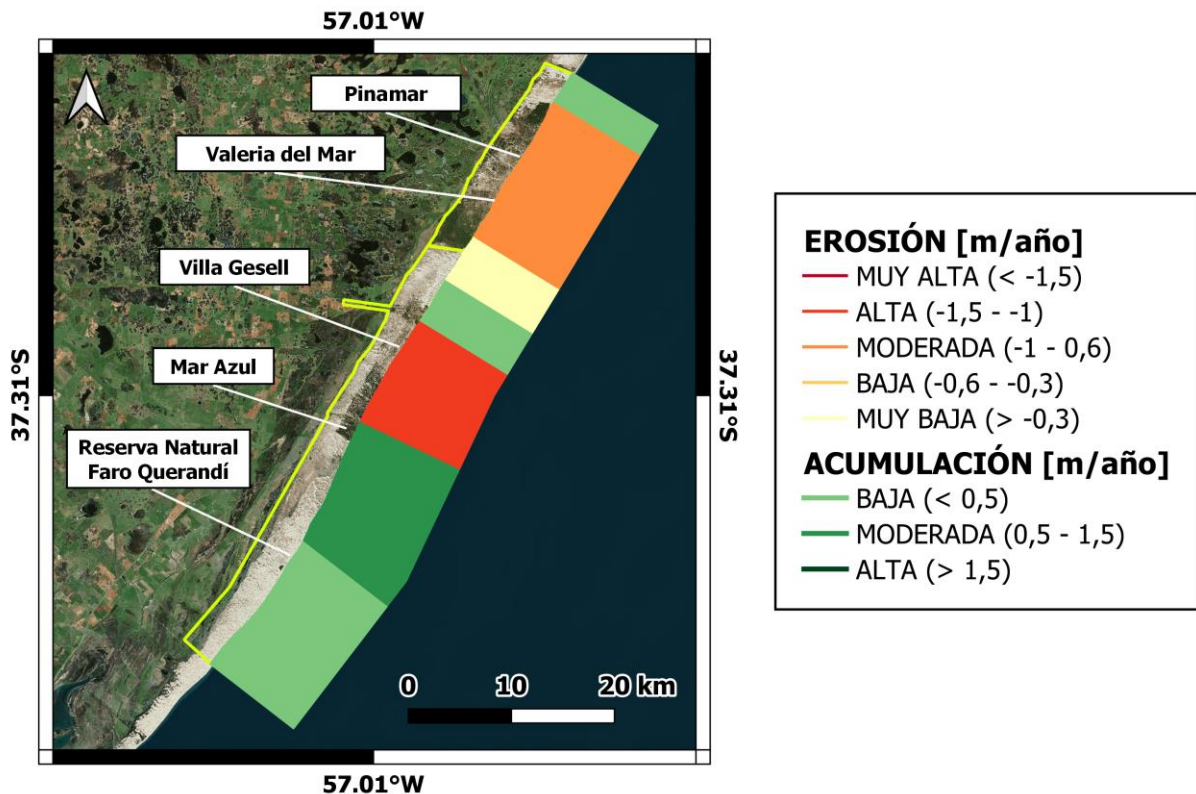 57.01°W
Pinamar
Valeria del Mar
Villa Gesell
37.31°S
37.31°S
Mar Azul
Reserva Natural
Faro Querandí
0 10 20 km
57.01°W
EROSIÓN [m/año]
MUY ALTA (< -1,5)
ALTA (-1,5 - -1)
MODERADA (-1 - 0,6)
BAJA (-0,6 - -0,3)
MUY BAJA (> -0,3)
ACUMULACIÓN [m/año]
BAJA (< 0,5)
MODERADA (0,5 - 1,5)
ALTA (> 1,5)